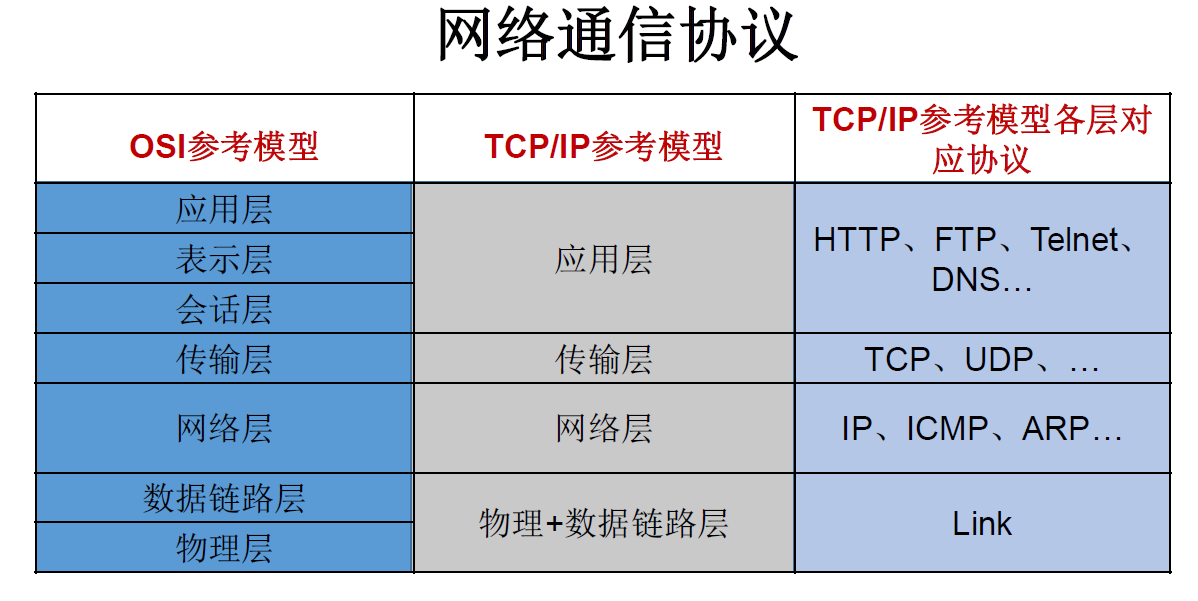 网络通信协议
OSI参考模型
TCP/IP参考模型
TCP/IP参考模型各层对
应协议
应用层
表示层
会话层
应用层
HTTP、FTP、Telnet、
DNS…
传输层
传输层
TCP、UDP、…
网络层
网络层
IP、ICMP、ARP…
数据链路层
物理层
物理+数据链路层
Link